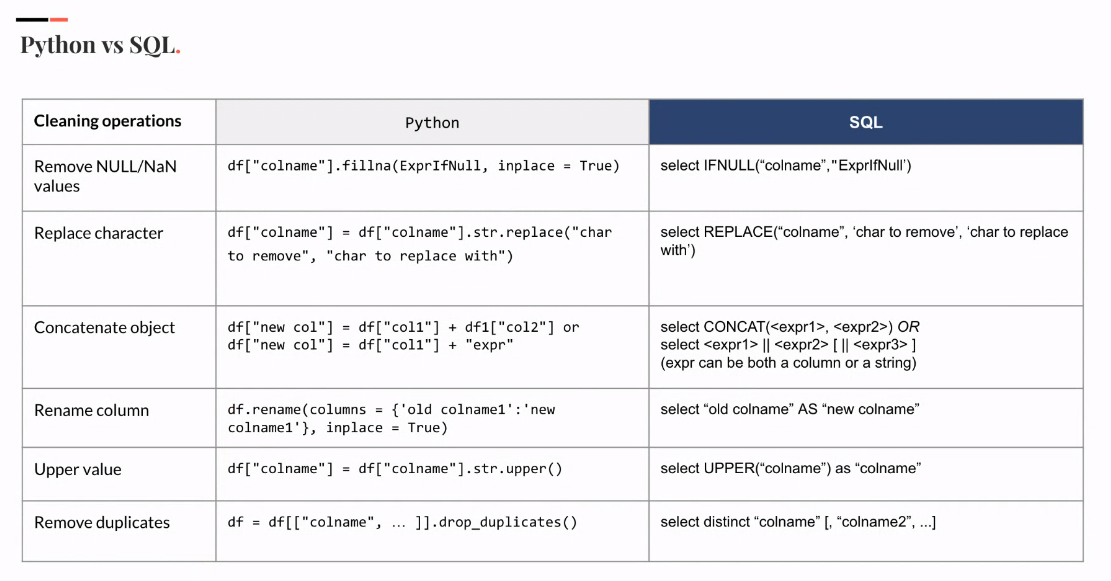 Python vs SQL.
Cleaning operations
Python
SQL
Remove NULL/NaN
values
df["colname"].fillna(ExprIfNull, inplace = True)
select IFNULL(“colname”,"ExprIfNull’)
Replace character
df["colname"] = df["colname"].str.replace("char
to remove", "char to replace with")
select REPLACE(“colname”, ‘char to remove’, ‘char to replace
with’)
Concatenate object
df["new col"] = df["col1"] + df1["col2"] or
df["new col"] = df["col1"] + "expr"
select CONCAT(<expr1>, <expr2>) OR
select <expr1> || <expr2> [ || <expr3> ]
(expr can be both a column or a string)
Rename column
df.rename(columns = {'old colname1':'new
colname1'}, inplace = True)
select “old colname” AS “new colname”
Upper value
df["colname"] = df["colname"].str.upper()
select UPPER(“colname”) as “colname”
Remove duplicates
df = df[["colname", … ]].drop_duplicates()
select distinct “colname” [, “colname2”, ...]